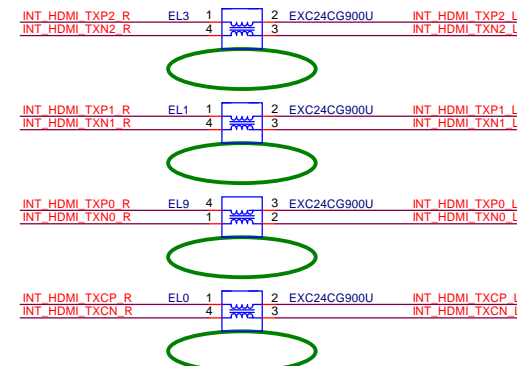 INT_HDMI_TXP2_R EL3 1 2 EXC24CG900U INT_HDMI_TXP2_L
INT_HDMI_TXN2_R 4 3 INT_HDMI_TXN2_L
INT_HDMI_TXP1_R EL1 1 2 EXC24CG900U INT_HDMI_TXP1_L
INT_HDMI_TXN1_R 4 3 INT_HDMI_TXN1_L
INT_HDMI_TXP0_R EL9 4 3 EXC24CG900U INT_HDMI_TXP0_L
INT_HDMI_TXN0_R 1 2 INT_HDMI_TXN0_L
INT_HDMI_TXCP_R EL0 1 2 EXC24CG900U INT_HDMI_TXCP_L
INT_HDMI_TXCN_R 4 3 INT_HDMI_TXCN_L